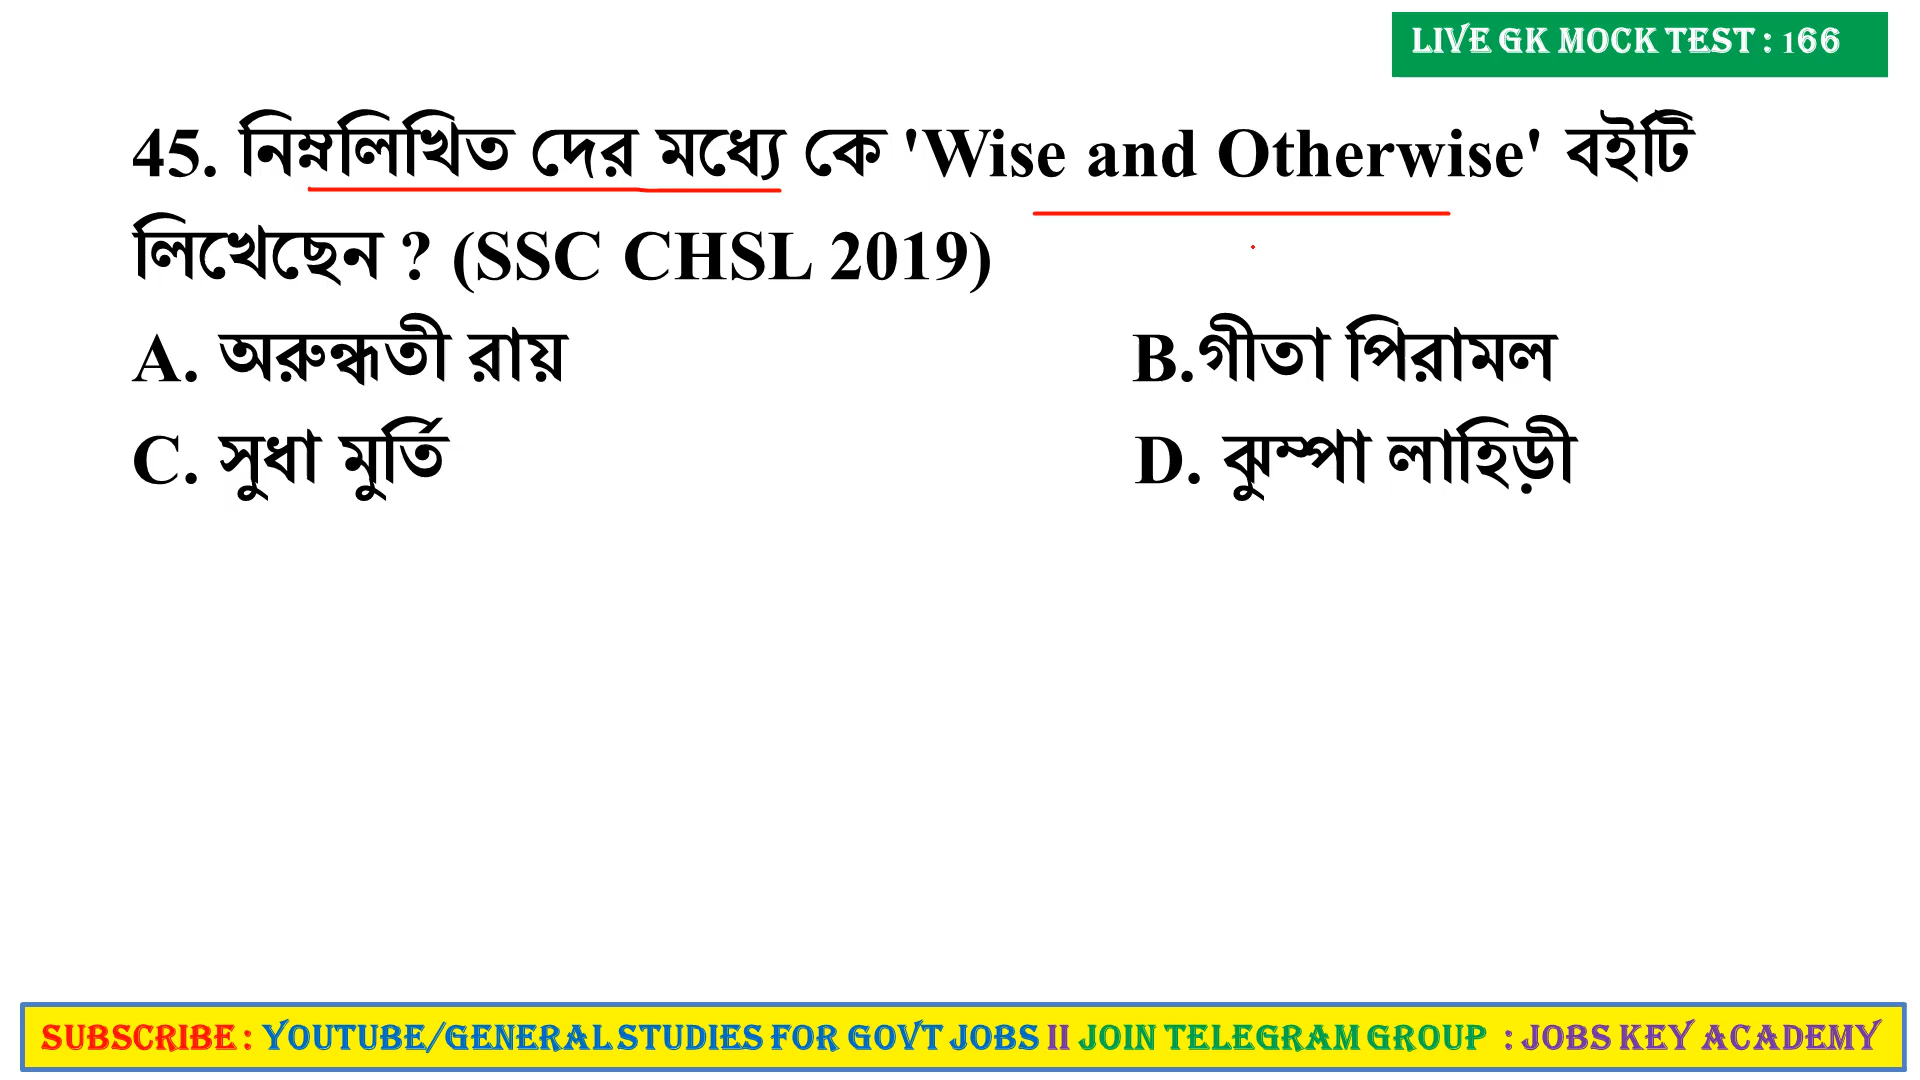 LIVE GK MOCK TEST : 166
45. নিম্নলিখিত দের মধ্যে কে 'Wise and Otherwise' বইটি
লিখেছেন ? (SSC CHSL 2019)
A. অরুন্ধতী রায় B.গীতা পিরামল
C. সুধা মুর্তি D. ঝুম্পা লাহিড়ী
SUBSCRIBE : YOUTUBE/GENERAL STUDIES FOR GOVT JOBS II JOIN TELEGRAM GROUP : JOBS KEY ACADEMY